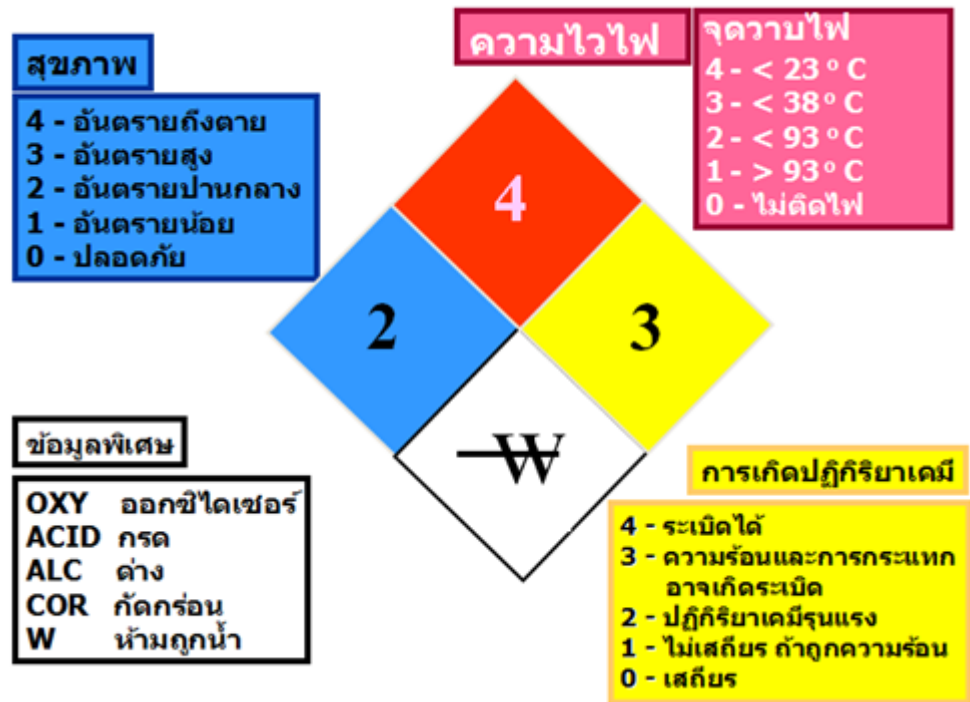 สุขภาพ
4 - อันตรายถึงตาย
3 - อันตรายสูง
2 - อันตรายปานกลาง
1 - อันตรายน้อย
0 - ปลอดภัย
ความไวไฟ
จุดวาบไฟ
4 - < 23 ° C
3 - < 38 ° C
2 - < 93 ° C
1 - > 93 ° C
0 - ไม่ติดไฟ
4
2
3
W
ข้อมูลพิเศษ
OXY ออกซิไดเซอร์
ACID กรด
ALC ด่าง
COR กัดกร่อน
W ห้ามถูกน้ำ
การเกิดปฏิกิริยาเคมี
4 - ระเบิดได้
3 - ความร้อนและการกระแทก
อาจเกิดระเบิด
2 - ปฏิกิริยาเคมีรุนแรง
1 - ไม่เสถียร ถ้าถูกความร้อน
0 - เสถียร